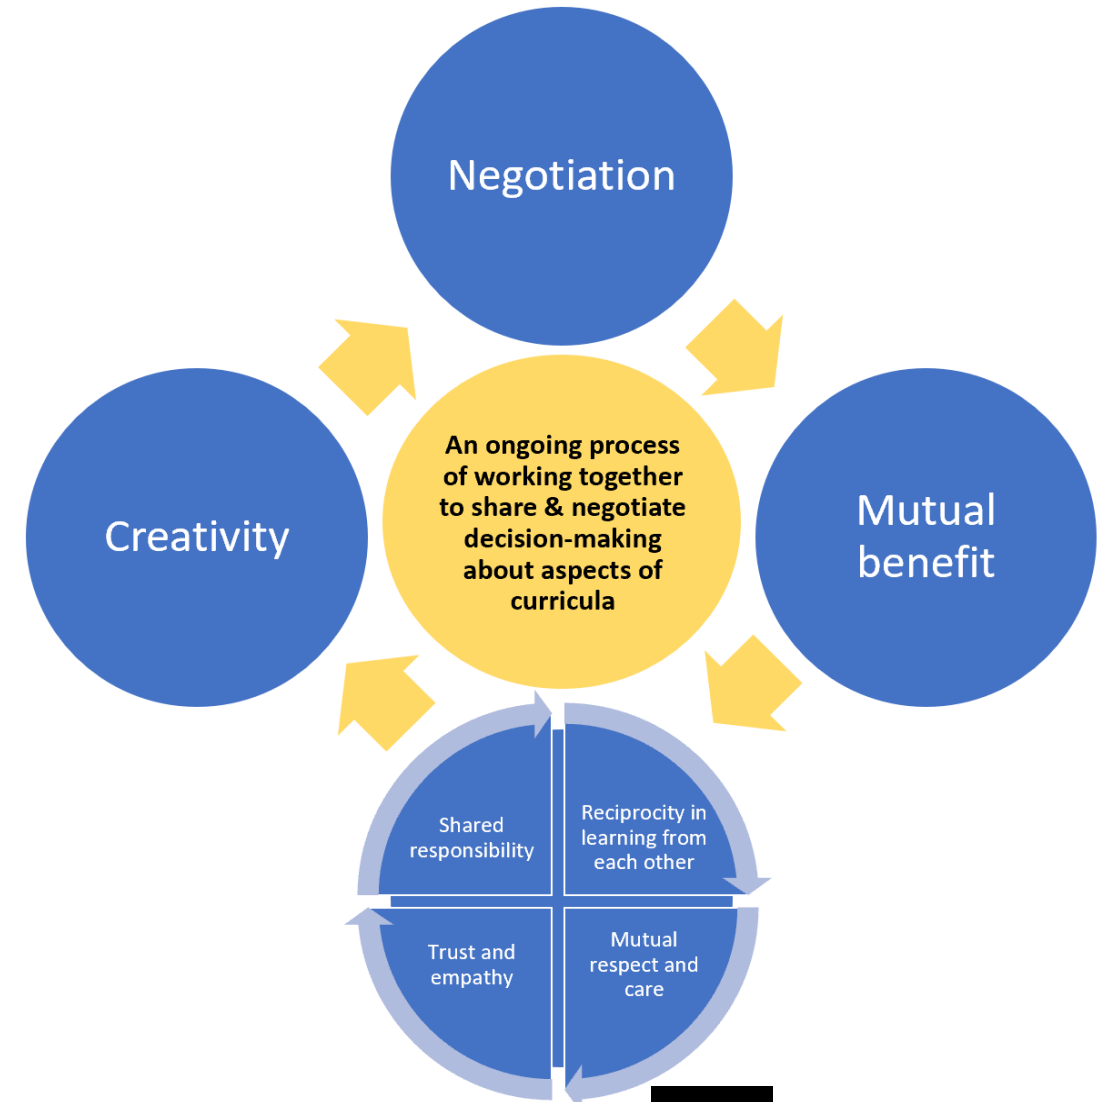 Negotiation
Creativity
An ongoing process
of working together
to share & negotiate
decision-making
about aspects of
curricula
Mutual
benefit
Shared
responsibility
Reciprocity in
learning from
each other
Trust and
empathy
Mutual
respect and
care